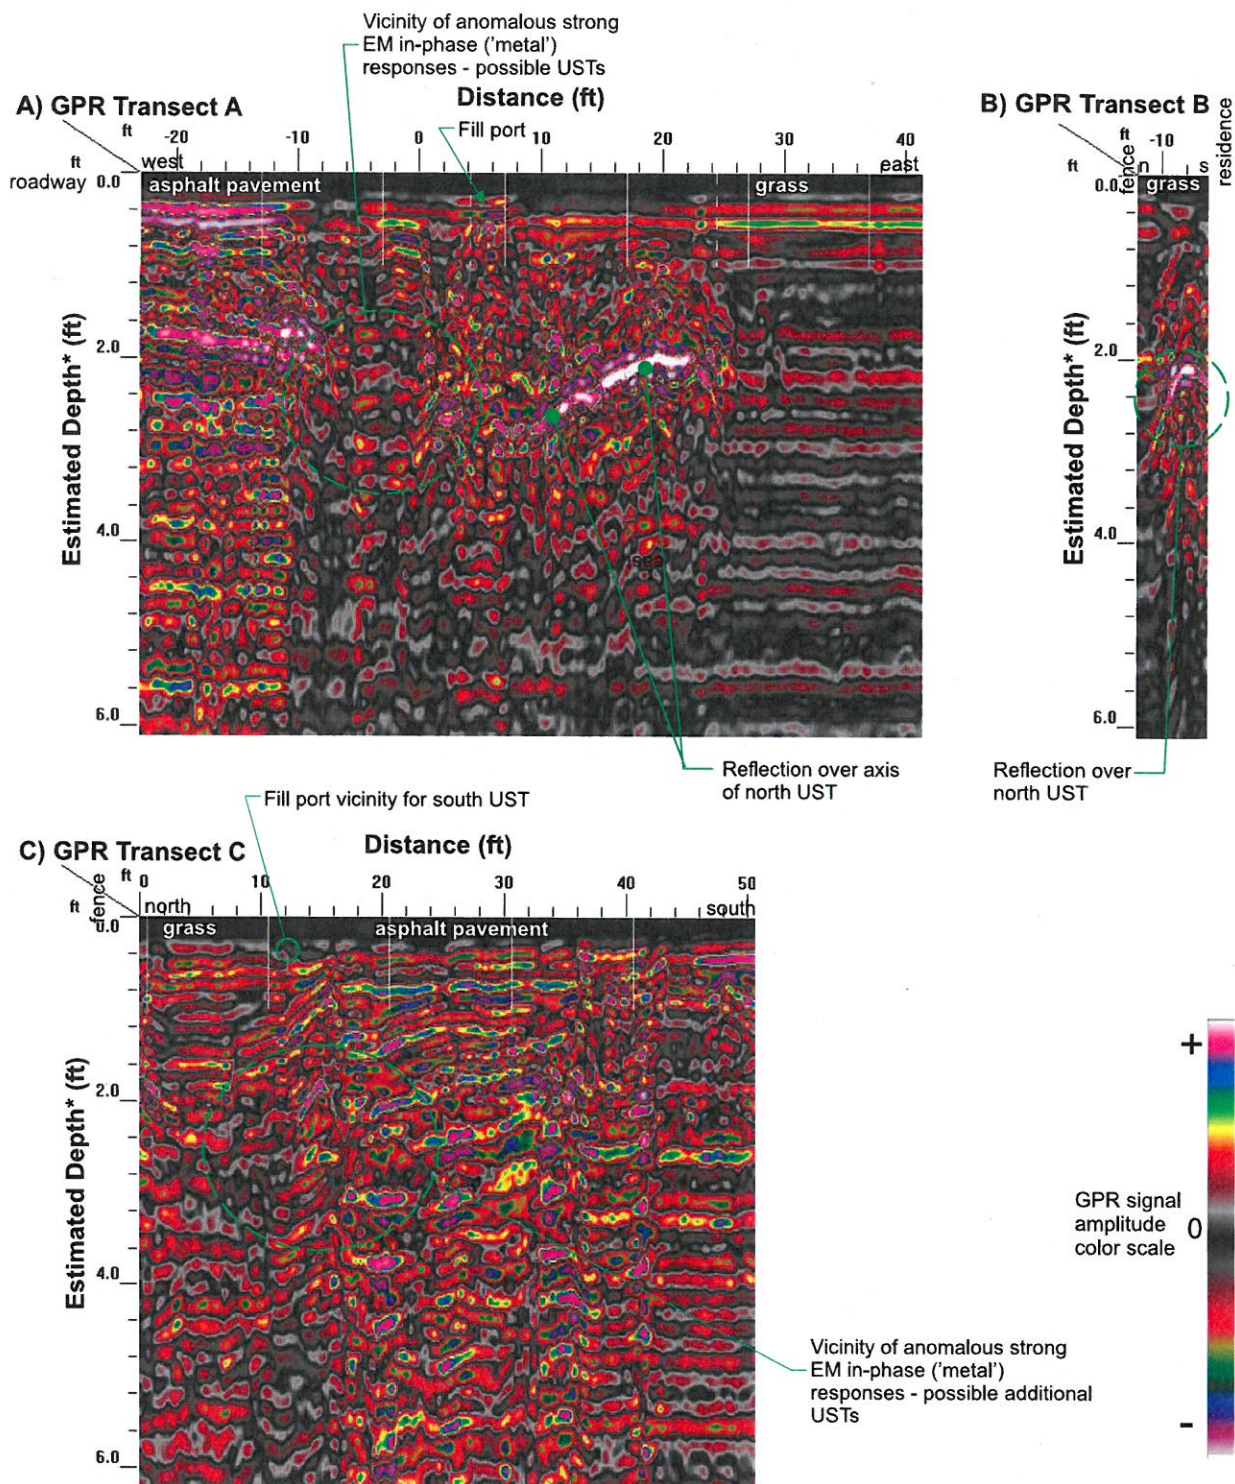 Vicinity of anomalous strong
EM in-phase ('metal')
responses - possible USTs
A) GPR Transect A
Distance (ft)
Fill port
ft
-20
-10
0
10
20
30
40
ft
west
east
roadway
0.0
asphalt pavement
grass
2.0
4.0
6.0
Estimated Depth* (ft)
Reflection over axis
of north UST
B) GPR Transect B
ft
-10
ft
fence
n
s
residence
0.0
grass
2.0
4.0
6.0
Estimated Depth* (ft)
Reflection over
north UST
Fill port vicinity for south UST
C) GPR Transect C
Distance (ft)
ft
0
10
20
30
40
50
ft
fence
north
south
0.0
grass
asphalt pavement
2.0
4.0
6.0
Estimated Depth* (ft)
Vicinity of anomalous strong
EM in-phase ('metal')
responses - possible additional
USTs
+
GPR signal
amplitude
color scale
0
-